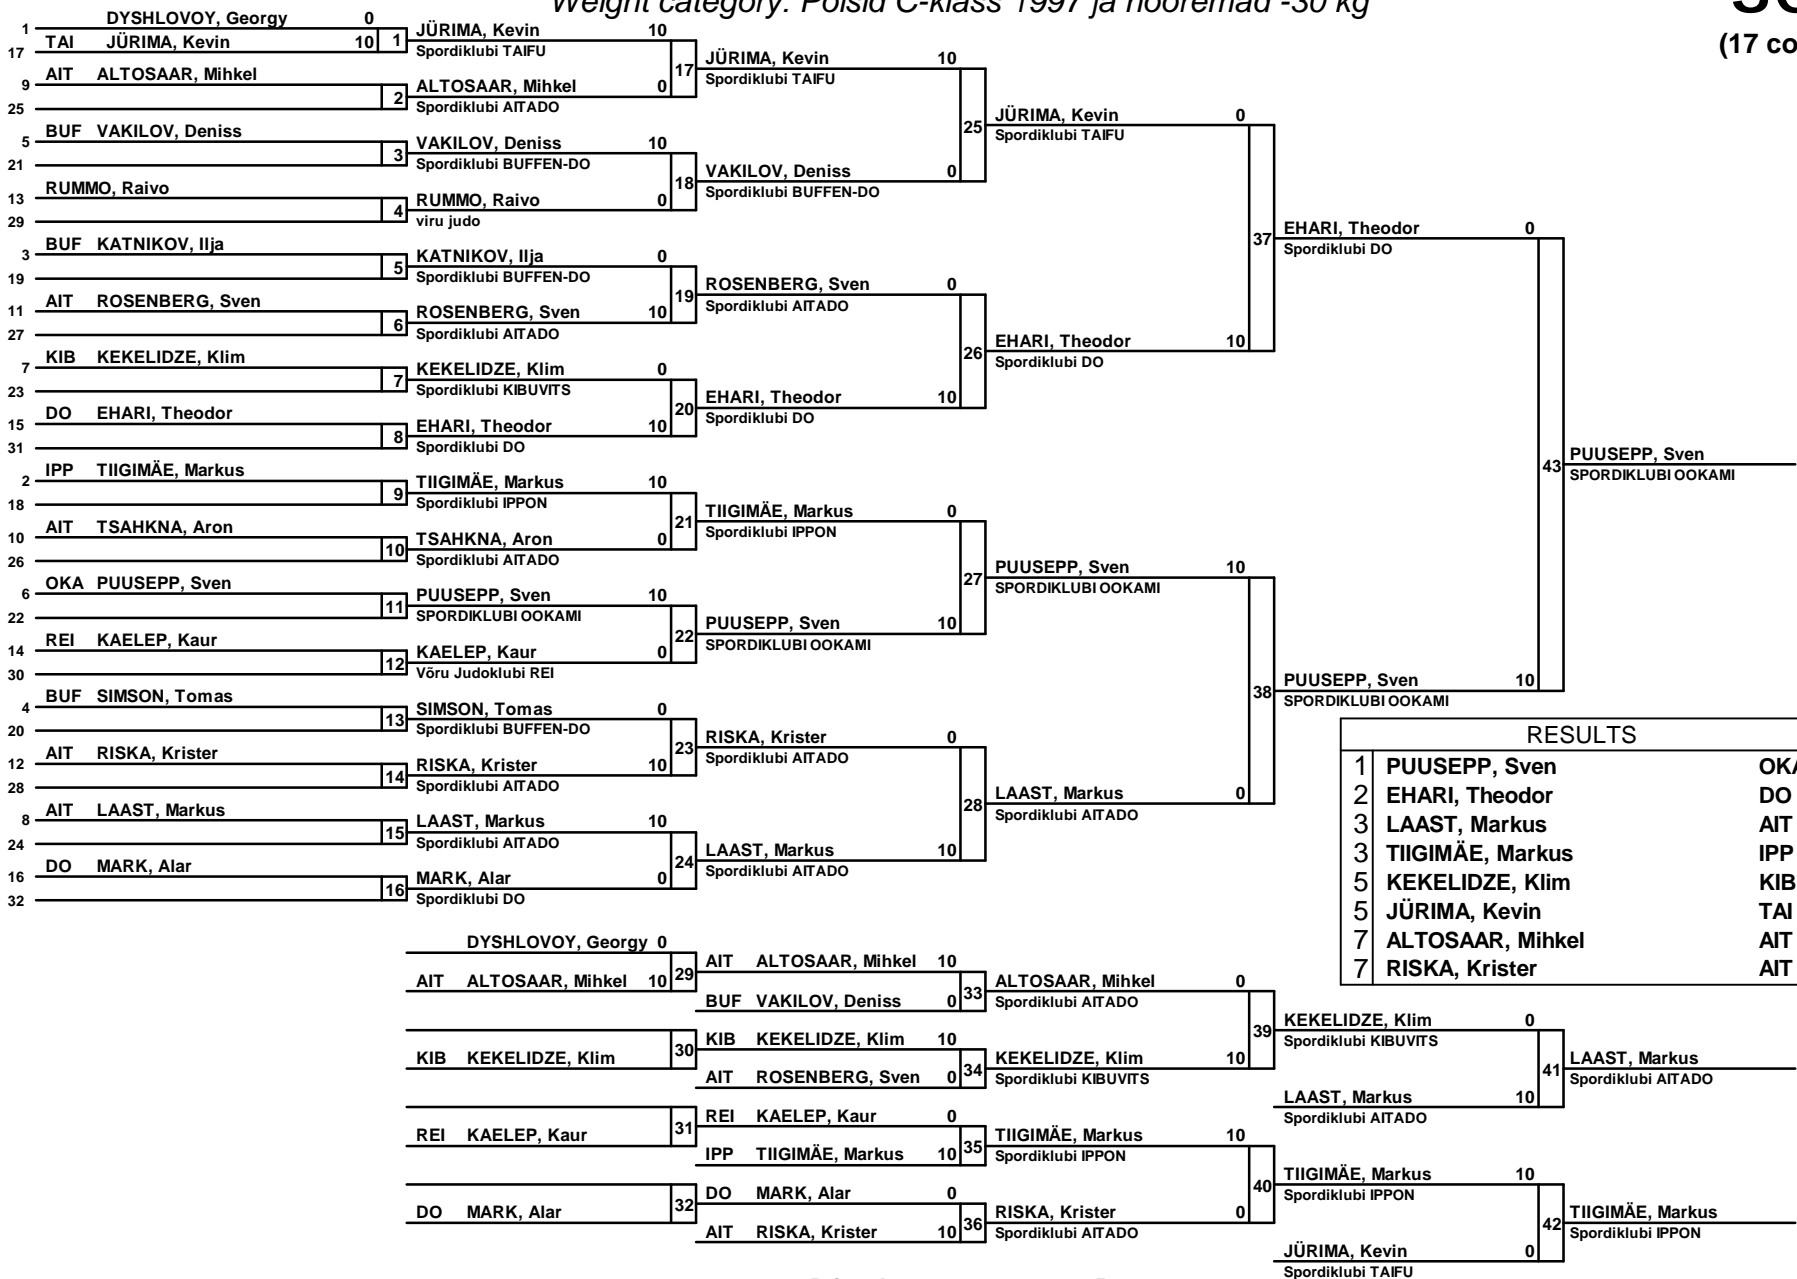 Weight category: Poisid C-klass 1997 ja nooremad -30 kg
(17 co
1 DYSHLOVOY, Georgy 0
17 TAI JÜRIMA, Kevin 10 1
9 AIT ALTOSAAR, Mihkel
25 2
5 BUF VAKILOV, Deniss
21 3
13 RUMMO, Raivo
29 4
3 BUF KATNIKOV, Ilja
19 5
11 AIT ROSENBERG, Sven
27 6
7 KIB KEKELIDZE, Klim
23 7
15 DO EHARI, Theodor
31 8
2 IPP TIIGIMÄE, Markus
18 9
10 AIT TSAHKNA, Aron
26 10
6 OKA PUUSEPP, Sven
22 11
14 REI KAELEP, Kaur
30 12
4 BUF SIMSON, Tomas
20 13
12 AIT RISKA, Krister
28 14
8 AIT LAAST, Markus
24 15
16 DO MARK, Alar
32 16
JÜRIMA, Kevin 10
Spordiklubi TAIFU
17
ALTOSAAR, Mihkel 0
Spordiklubi AITADO
VAKILOV, Deniss 10
Spordiklubi BUFFEN-DO
18
RUMMO, Raivo 0
viru judo
KATNIKOV, Ilja 0
Spordiklubi BUFFEN-DO
19
ROSENBERG, Sven 10
Spordiklubi AITADO
KEKELIDZE, Klim 0
Spordiklubi KIBUVITS
20
EHARI, Theodor 10
Spordiklubi DO
TIIGIMÄE, Markus 10
Spordiklubi IPPON
21
TSAHKNA, Aron 0
Spordiklubi AITADO
PUUSEPP, Sven 10
SPORDIKLUBI OOKAMI
22
KAELEP, Kaur 0
Võru Judoklubi REI
SIMSON, Tomas 0
Spordiklubi BUFFEN-DO
23
RISKA, Krister 10
Spordiklubi AITADO
LAAST, Markus 10
Spordiklubi AITADO
24
MARK, Alar 0
Spordiklubi DO
JÜRIMA, Kevin 10
Spordiklubi TAIFU
25
VAKILOV, Deniss 0
Spordiklubi BUFFEN-DO
ROSENBERG, Sven 0
Spordiklubi AITADO
26
EHARI, Theodor 10
Spordiklubi DO
TIIGIMÄE, Markus 0
Spordiklubi IPPON
27
PUUSEPP, Sven 10
SPORDIKLUBI OOKAMI
RISKA, Krister 0
Spordiklubi AITADO
28
LAAST, Markus 10
Spordiklubi AITADO
JÜRIMA, Kevin 0
Spordiklubi TAIFU
37
EHARI, Theodor 10
Spordiklubi DO
PUUSEPP, Sven 10
SPORDIKLUBI OOKAMI
38
LAAST, Markus 0
Spordiklubi AITADO
EHARI, Theodor 0
Spordiklubi DO
43
PUUSEPP, Sven 10
SPORDIKLUBI OOKAMI
PUUSEPP, Sven
SPORDIKLUBI OOKAMI
RESULTS
1 PUUSEPP, Sven OKA
2 EHARI, Theodor DO
3 LAAST, Markus AIT
3 TIIGIMÄE, Markus IPP
5 KEKELIDZE, Klim KIB
5 JÜRIMA, Kevin TAI
7 ALTOSAAR, Mihkel AIT
7 RISKA, Krister AIT
DYSHLOVOY, Georgy 0
29
AIT ALTOSAAR, Mihkel 10
30
KIB KEKELIDZE, Klim
31
REI KAELEP, Kaur
32
DO MARK, Alar
AIT ALTOSAAR, Mihkel 10
33
BUF VAKILOV, Deniss 0
KIB KEKELIDZE, Klim 10
34
AIT ROSENBERG, Sven 0
REI KAELEP, Kaur 0
35
IPP TIIGIMÄE, Markus 10
DO MARK, Alar 0
36
AIT RISKA, Krister 10
ALTOSAAR, Mihkel 0
Spordiklubi AITADO
39
KEKELIDZE, Klim 10
Spordiklubi KIBUVITS
TIIGIMÄE, Markus 10
Spordiklubi IPPON
40
RISKA, Krister 0
Spordiklubi AITADO
KEKELIDZE, Klim 0
Spordiklubi KIBUVITS
41
LAAST, Markus 10
Spordiklubi AITADO
TIIGIMÄE, Markus 10
Spordiklubi IPPON
42
JÜRIMA, Kevin 0
Spordiklubi TAIFU
LAAST, Markus
Spordiklubi AITADO
TIIGIMÄE, Markus
Spordiklubi IPPON